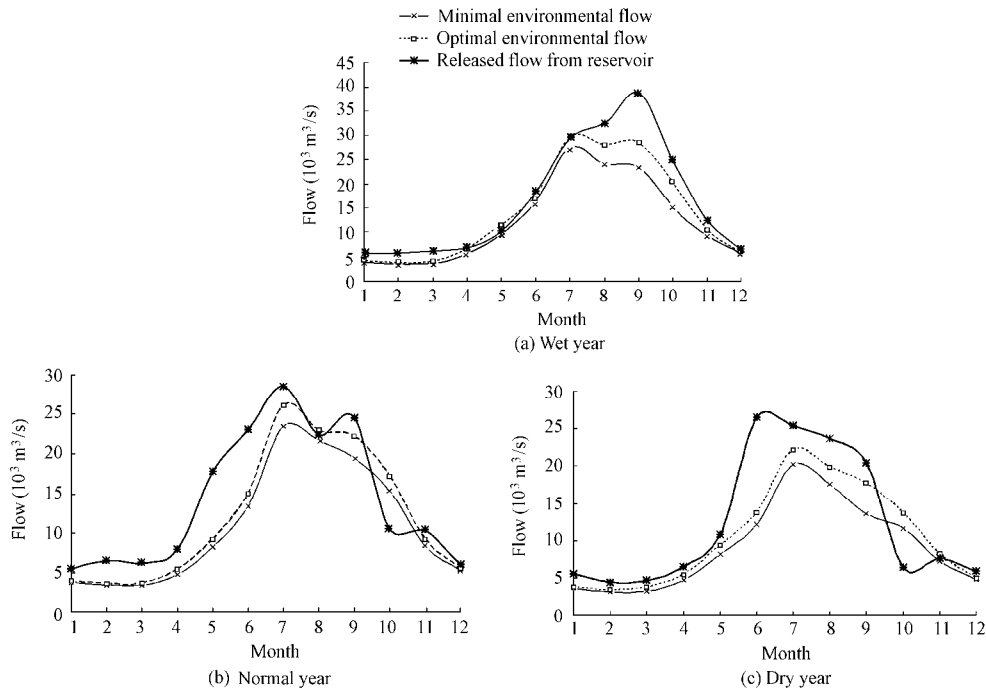 Minimal environmental flow
Optimal environmental flow
Released flow from reservoir
Flow (10³ m³/s)
45
40
35
30
25
20
15
10
5
0
1 2 3 4 5 6 7 8 9 10 11 12
Month
(a) Wet year
Flow (10³ m³/s)
30
25
20
15
10
5
0
1 2 3 4 5 6 7 8 9 10 11 12
Month
(b) Normal year
Flow (10³ m³/s)
30
25
20
15
10
5
0
1 2 3 4 5 6 7 8 9 10 11 12
Month
(c) Dry year